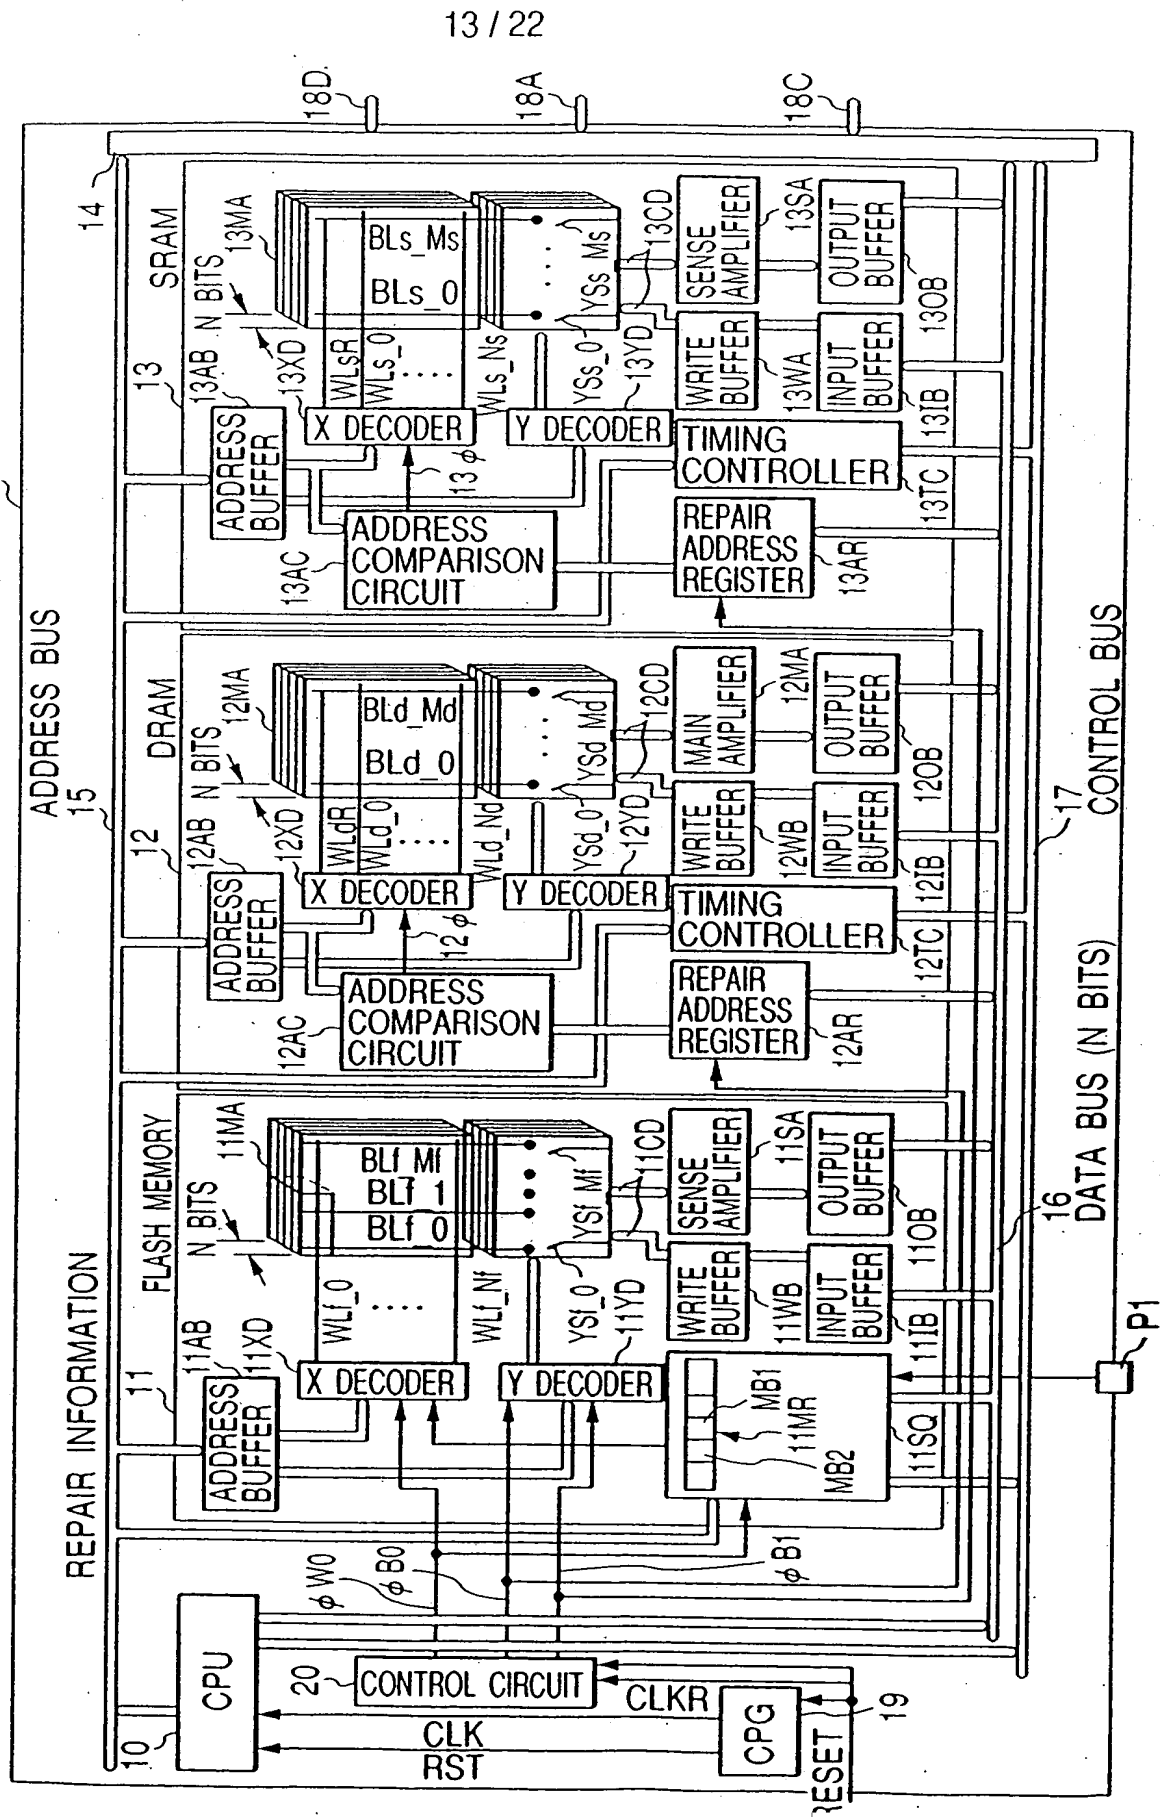 13 / 22
ADDRESS BUS
15
14
REPAIR INFORMATION
18D
18A
18C
SRAM
13
13AB
ADDRESS
BUFFER
N BITS
13MA
13XD
X DECODER
WLsR
WLs_0
WLs_Ns
BLs_Ms
BLs_0
13 φ
13AC
ADDRESS
COMPARISON
CIRCUIT
Y DECODER
13YD
YSs_0
YSs_Ms
13CD
SENSE
AMPLIFIER
13SA
OUTPUT
BUFFER
13OB
WRITE
BUFFER
13WA
INPUT
BUFFER
13IB
TIMING
CONTROLLER
13TC
REPAIR
ADDRESS
REGISTER
13AR
DRAM
12
12AB
ADDRESS
BUFFER
N BITS
12MA
12XD
X DECODER
WLdR
WLd_0
WLd_Nd
BLd_Md
BLd_0
12 φ
12AC
ADDRESS
COMPARISON
CIRCUIT
Y DECODER
12YD
YSd_0
YSd_Md
12CD
MAIN
AMPLIFIER
12MA
OUTPUT
BUFFER
12OB
WRITE
BUFFER
12WB
INPUT
BUFFER
12IB
TIMING
CONTROLLER
12TC
REPAIR
ADDRESS
REGISTER
12AR
FLASH MEMORY
11
11AB
ADDRESS
BUFFER
N BITS
11MA
11XD
X DECODER
WLf_0
WLf_Nf
BLf_Mf
BLf_1
BLf_0
Y DECODER
11YD
YSf_0
YSf_Mf
11CD
SENSE
AMPLIFIER
11SA
OUTPUT
BUFFER
11OB
WRITE
BUFFER
11WB
INPUT
BUFFER
11IB
MB1
11MR
MB2
11SQ
CPU
10
φ W0
φ B0
φ B1
20
CONTROL CIRCUIT
CLKR
CLK
RST
CPG
19
RESET
16
DATA BUS (N BITS)
17
CONTROL BUS
P1